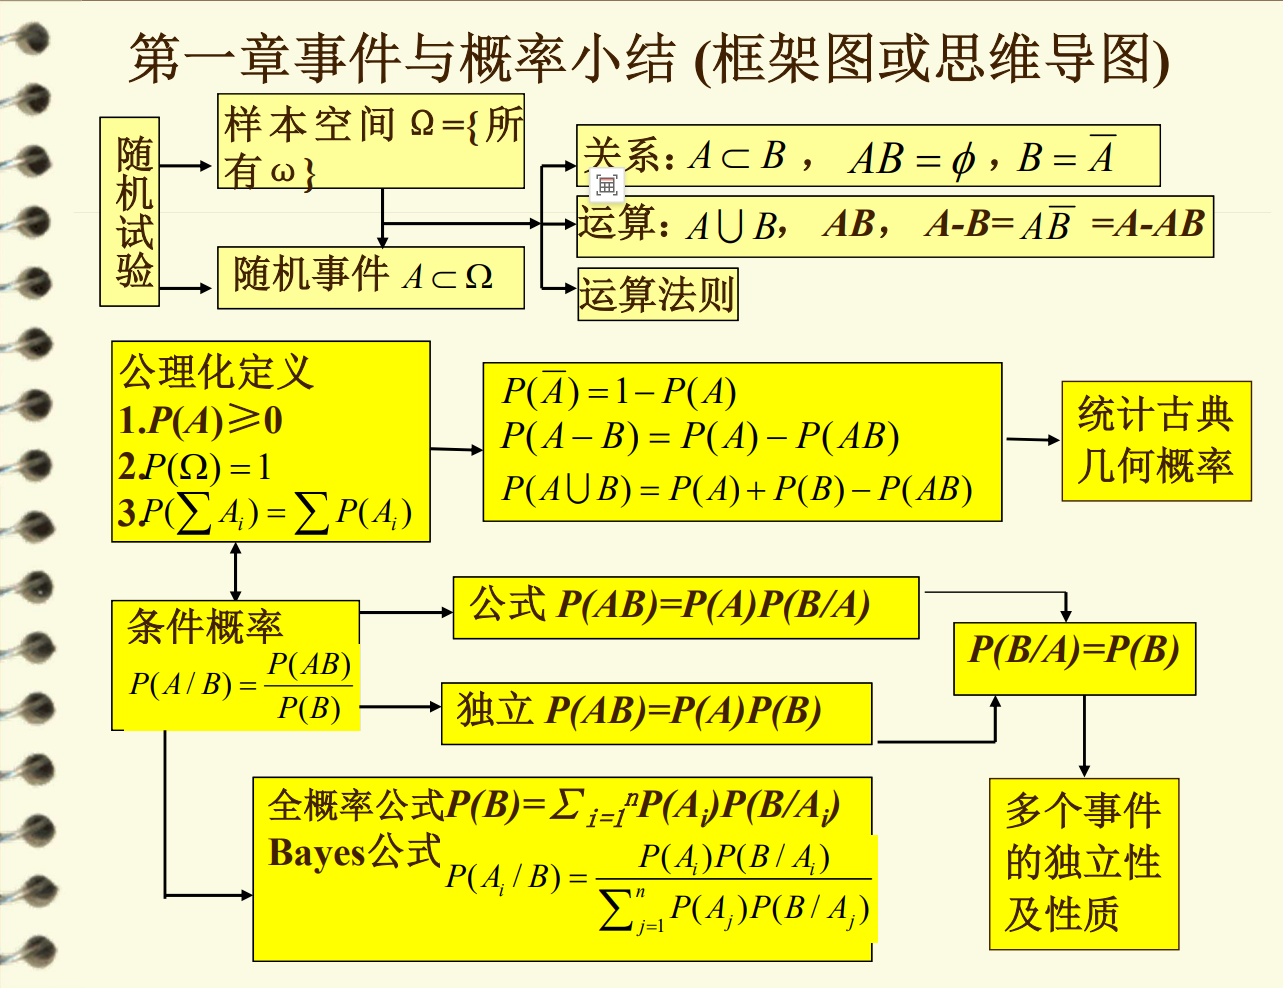 第一章事件与概率小结 (框架图或思维导图)
随机试验
样本空间 Ω={所
有ω}
随机事件 A⊂Ω
关系: A⊂B , AB=ϕ , B=A̅
运算: A∪B, AB, A-B=AB̅ =A-AB
运算法则
公理化定义
1.P(A)≥0
2.P(Ω)=1
3.P(∑Aᵢ)=∑P(Aᵢ)
P(A̅)=1−P(A)
P(A−B)=P(A)−P(AB)
P(A∪B)=P(A)+P(B)−P(AB)
统计古典
几何概率
条件概率
P(A/B)=P(AB)/P(B)
公式 P(AB)=P(A)P(B/A)
独立 P(AB)=P(A)P(B)
P(B/A)=P(B)
全概率公式P(B)=Σᵢ₌₁ⁿP(Aᵢ)P(B/Aᵢ)
Bayes公式 P(Aᵢ/B)=P(Aᵢ)P(B/Aᵢ)/∑ⱼ₌₁ⁿP(Aⱼ)P(B/Aⱼ)
多个事件
的独立性
及性质